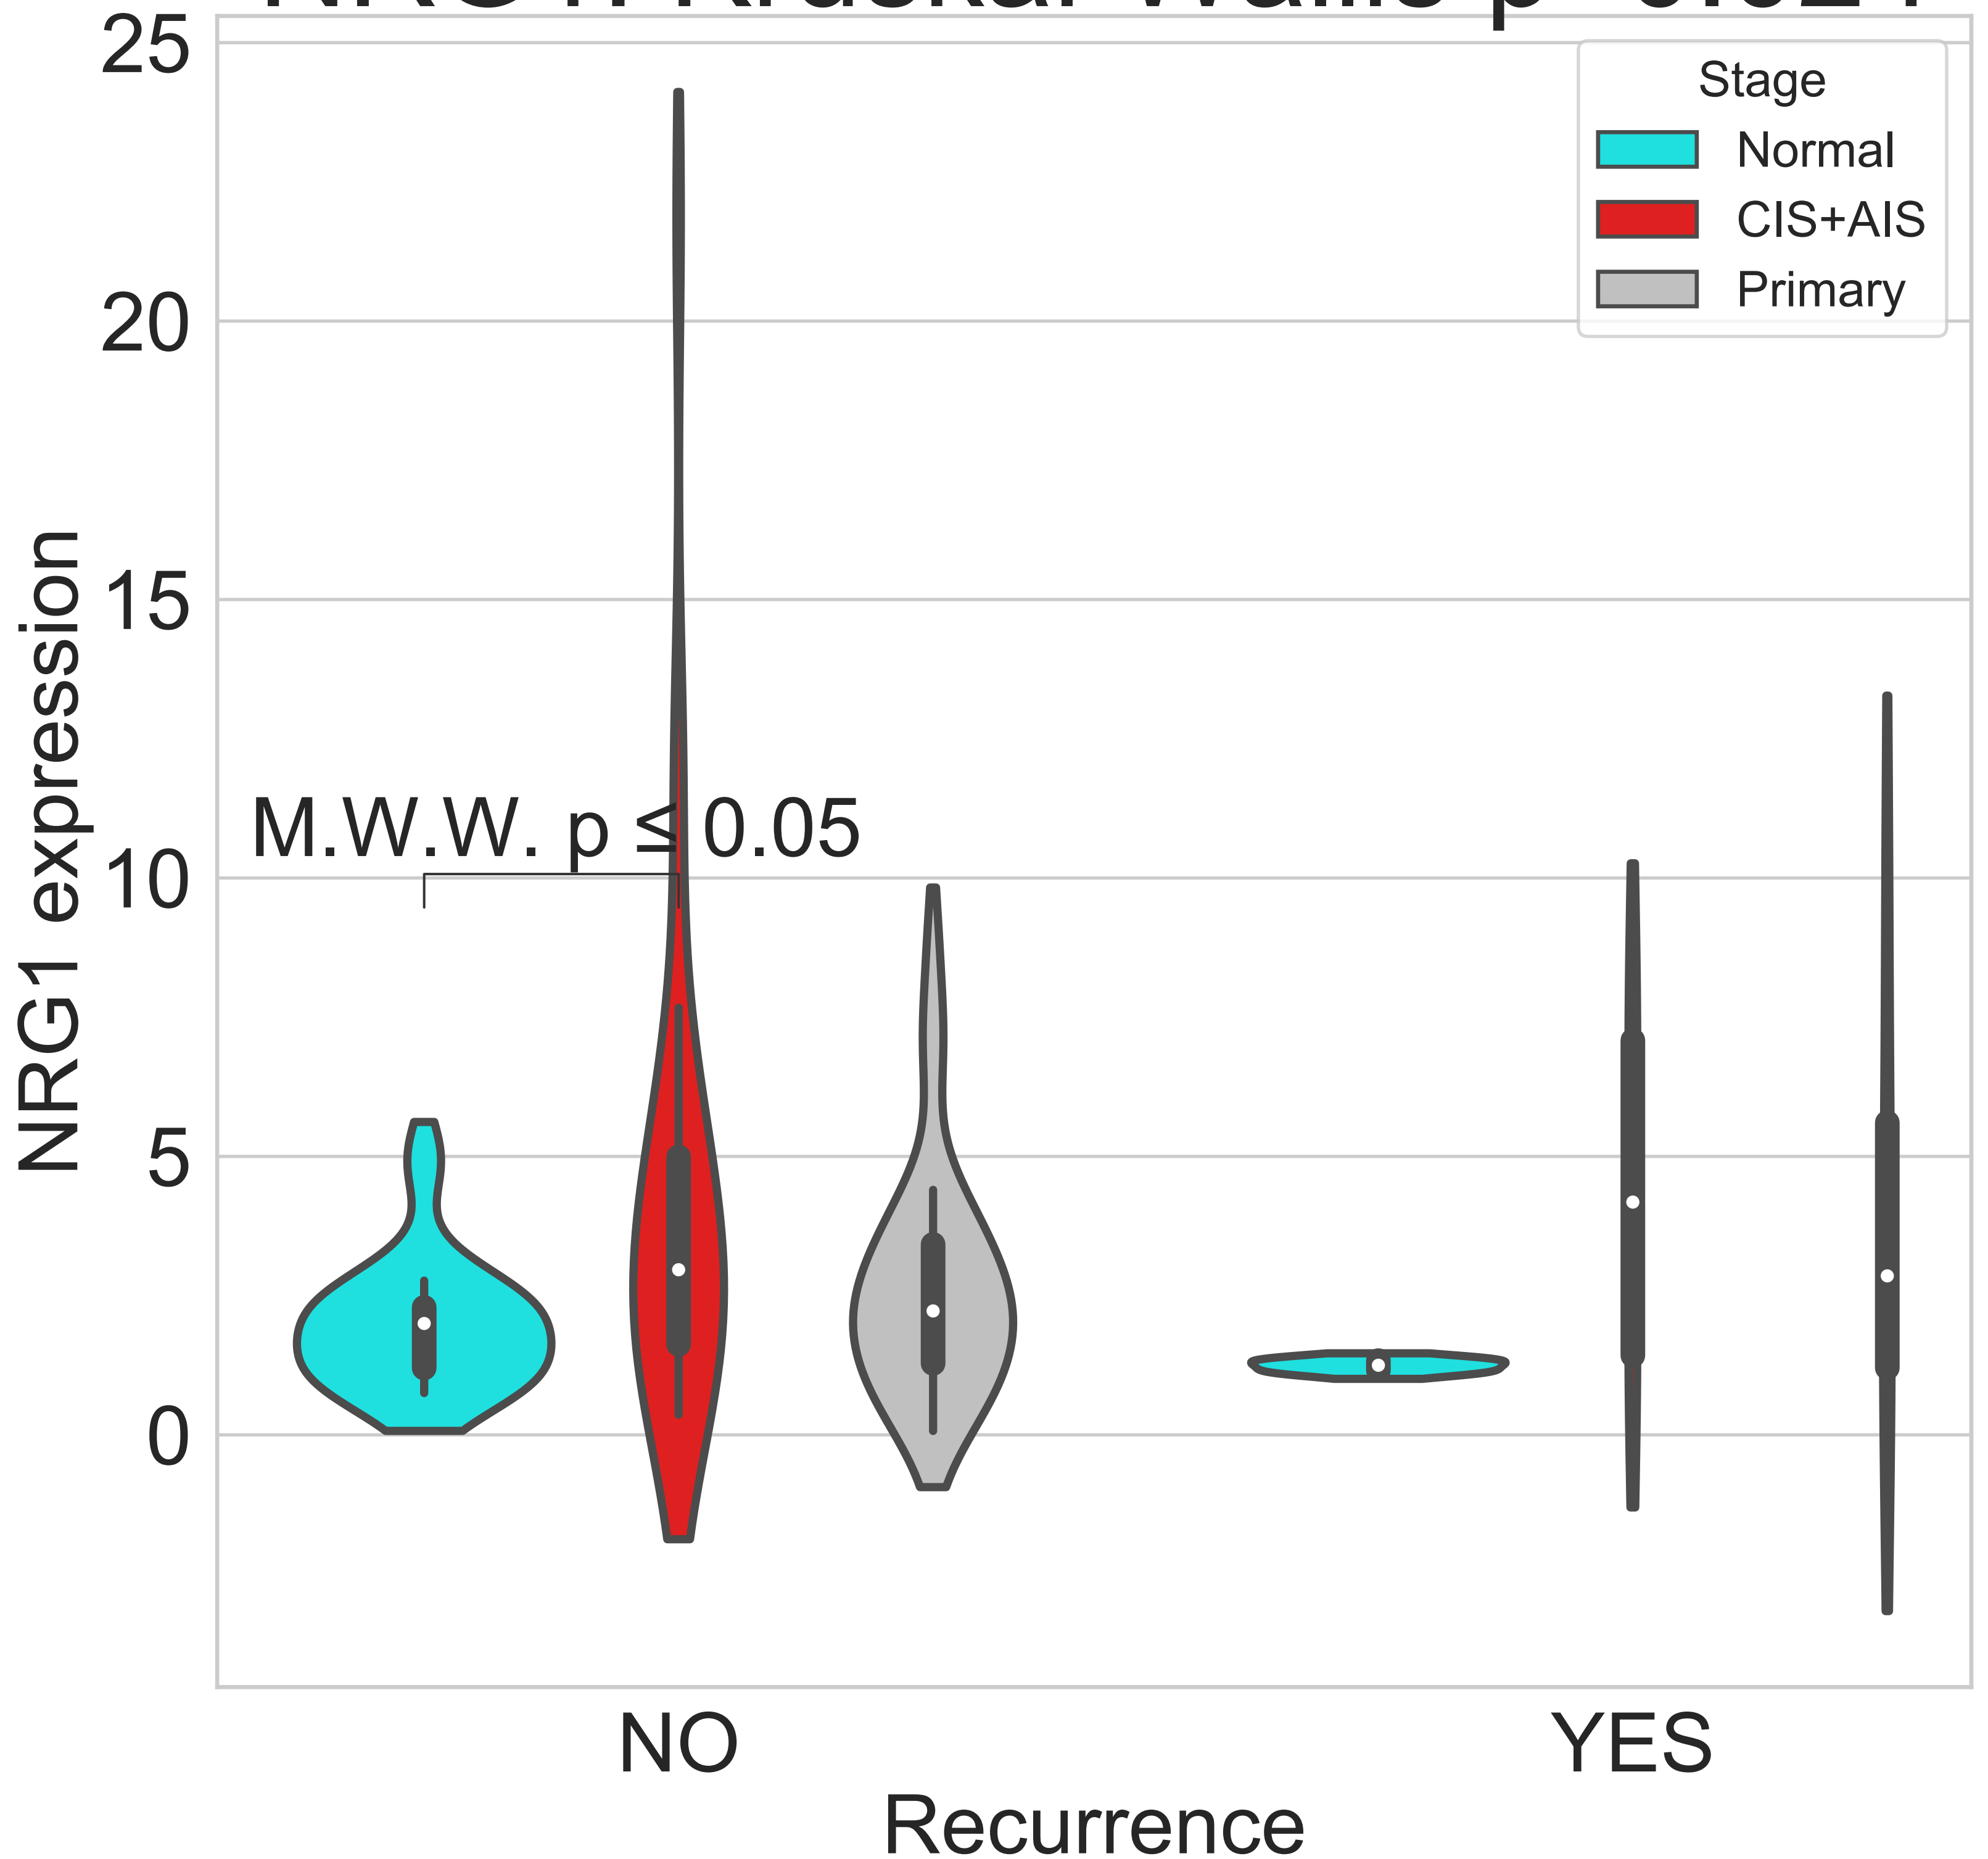 25
Stage
Normal
CIS+AIS
Primary
20
15
M.W.W. p ≤ 0.05
10
5
0
NRG1 expression
NO
YES
Recurrence